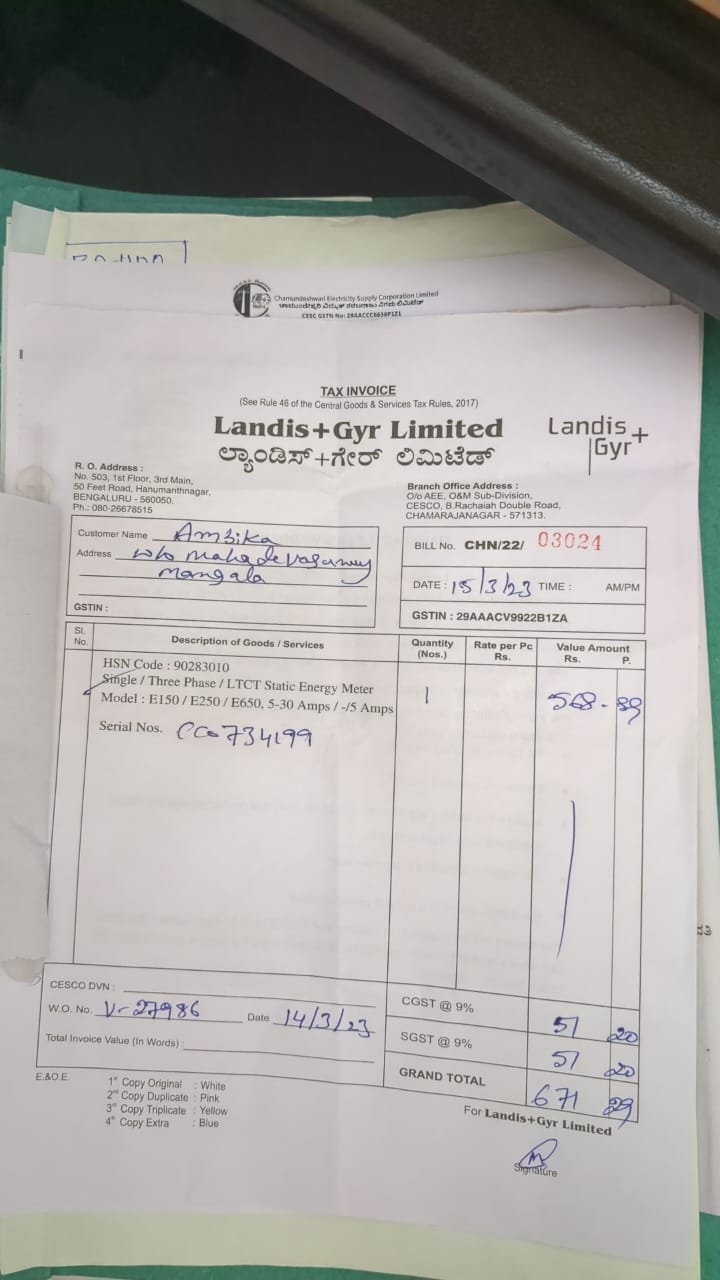 Chamundeshwari Electricity Supply Corporation Limited
ಚಾಮುಂಡೇಶ್ವರಿ ವಿದ್ಯುತ್ ಸರಬರಾಜು ನಿಗಮ ನಿಯಮಿತ
TAX INVOICE
(See Rule 46 of the Central Goods & Services Tax Rules, 2017)
Landis+Gyr Limited
Landis+
Gyr
ಲ್ಯಾಂಡಿಸ್+ಗೇರ್ ಲಿಮಿಟೆಡ್
R. O. Address :
No. 503, 1st Floor, 3rd Main,
50 Feet Road, Hanumanthnagar,
BENGALURU - 560050.
Ph.: 080-26678515
Branch Office Address :
O/o AEE, O&M Sub-Division,
CESCO, B.Rachaiah Double Road,
CHAMARAJANAGAR - 571313.
Customer Name Ambika
Address w/o Mahadevaswamy
Mangala
GSTIN :
BILL No. CHN/22/ 03024
DATE : 15/3/23 TIME : AM/PM
GSTIN : 29AAACV9922B1ZA
Sl. No. Description of Goods / Services Quantity (Nos.) Rate per Pc Rs. Value Amount Rs. P.
HSN Code : 90283010
Single / Three Phase / LTCT Static Energy Meter
Model : E150 / E250 / E650, 5-30 Amps / -/5 Amps 1 568-89
Serial Nos. 734199
CESCO DVN :
W.O. No. V-27986 Date 14/3/23
Total Invoice Value (In Words) :
CGST @ 9% 51 20
SGST @ 9% 51 20
GRAND TOTAL 671 29
E.&O.E.
1st Copy Original : White
2nd Copy Duplicate : Pink
3rd Copy Triplicate : Yellow
4th Copy Extra : Blue
For Landis+Gyr Limited
Signature